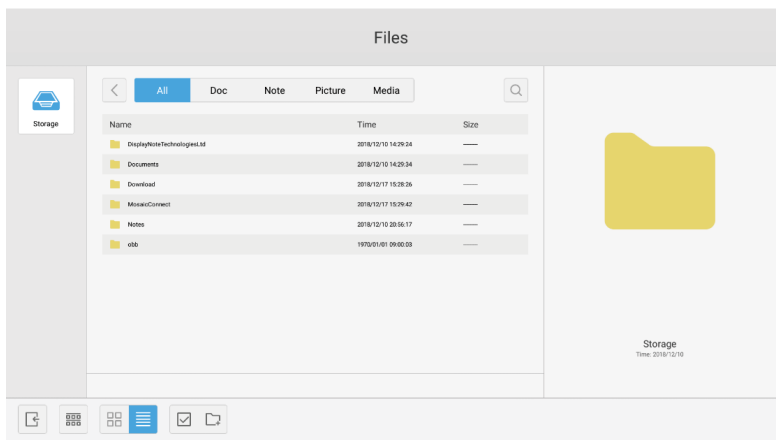 Files
Storage
All Doc Note Picture Media
Name Time Size
DisplayNoteTechnologiesLtd 2018/12/10 14:29:24 —
Documents 2018/12/10 14:29:34 —
Download 2018/12/17 15:28:26 —
MosaicConnect 2018/12/17 15:29:42 —
Notes 2018/12/10 20:56:17 —
obb 1970/01/01 09:00:03 —
Storage
Time: 2018/12/10